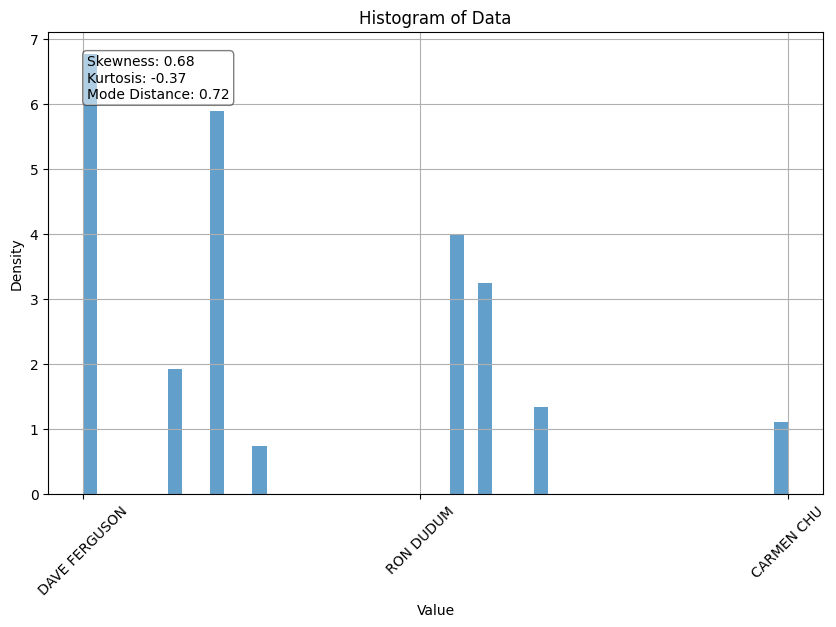 Histogram of Data
Skewness: 0.68
Kurtosis: -0.37
Mode Distance: 0.72
7
6
5
4
3
2
1
0
Density
DAVE FERGUSON
RON DUDUM
CARMEN CHU
Value